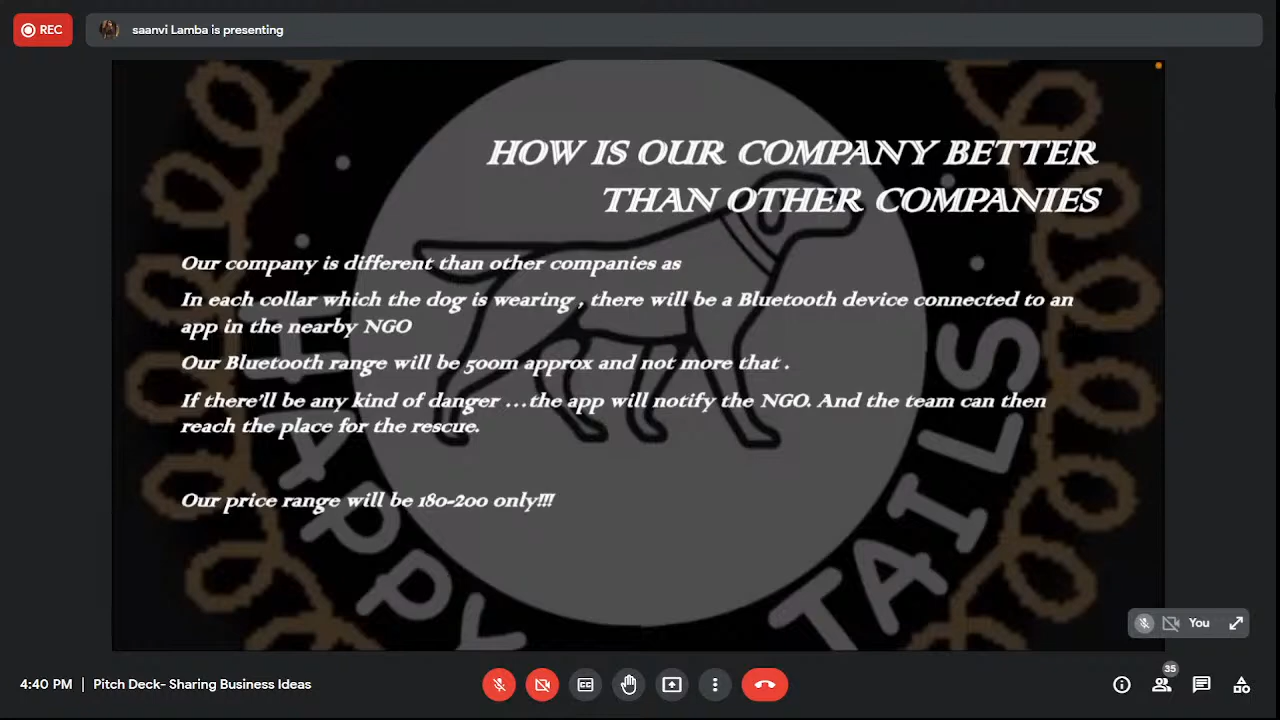 REC
saanvi Lamba is presenting
HOW IS OUR COMPANY BETTER
THAN OTHER COMPANIES
Our company is different than other companies as
In each collar which the dog is wearing , there will be a Bluetooth device connected to an
app in the nearby NGO
Our Bluetooth range will be 500m approx and not more that .
If there'll be any kind of danger ...the app will notify the NGO. And the team can then
reach the place for the rescue.
Our price range will be 180-200 only!!!
HAPPY TAILS
You
4:40 PM | Pitch Deck- Sharing Business Ideas
CC
35